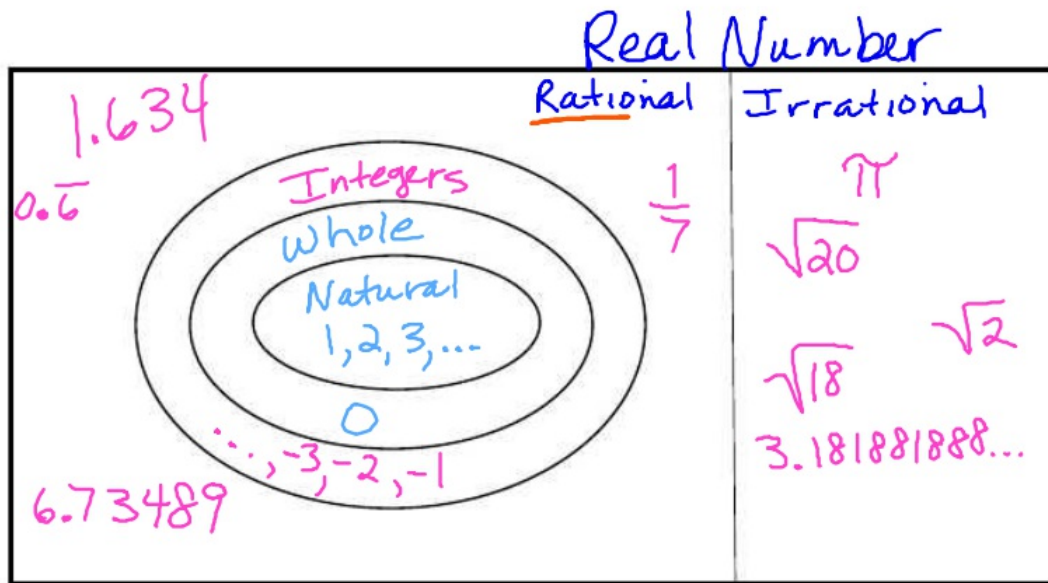 Real Number
Rational
Irrational
1.634
Integers
π
0.6̅
1/7
Whole
√20
Natural
1, 2, 3, ...
√2
√18
0
3.181881888...
..., -3, -2, -1
6.73489